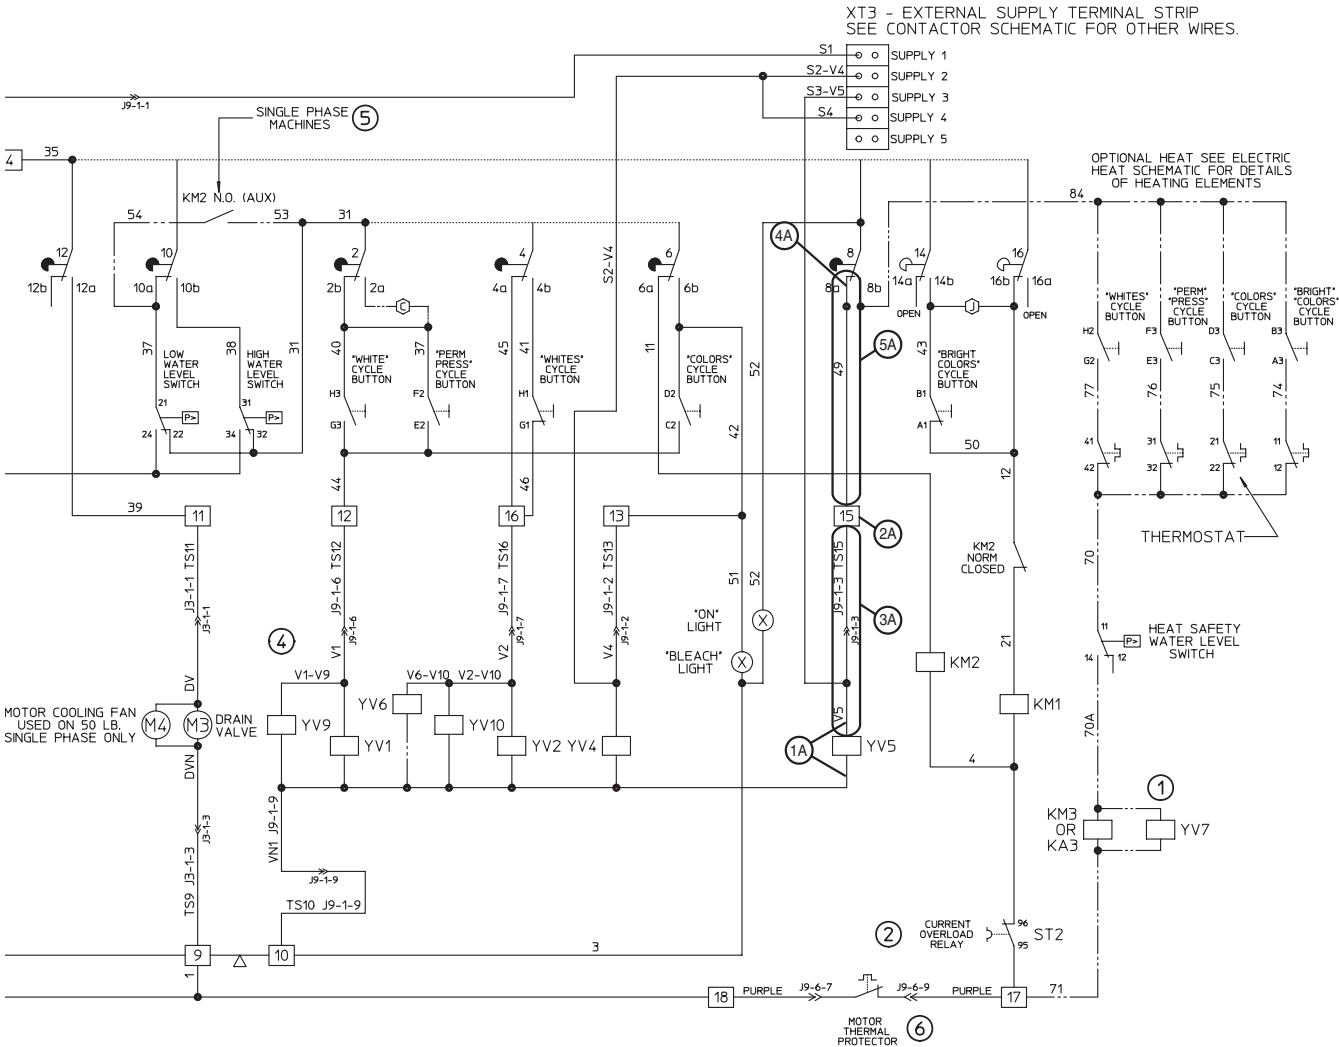 XT3 - EXTERNAL SUPPLY TERMINAL STRIP
SEE CONTACTOR SCHEMATIC FOR OTHER WIRES.
S1
SUPPLY 1
S2-V4
SUPPLY 2
S3-V5
SUPPLY 3
S4
SUPPLY 4
SUPPLY 5
J9-1-1
SINGLE PHASE
MACHINES
5
4
35
KM2 N.O. (AUX)
54
53
31
OPTIONAL HEAT SEE ELECTRIC
HEAT SCHEMATIC FOR DETAILS
OF HEATING ELEMENTS
84
12
12b
12a
10
10a
10b
2
2b
2a
C
4
4a
4b
S2-V4
6
6a
6b
4A
8
8a
8b
14
14a
14b
OPEN
J
16
16b
16a
OPEN
37
LOW
WATER
LEVEL
SWITCH
38
HIGH
WATER
LEVEL
SWITCH
31
40
"WHITE"
CYCLE
BUTTON
37
"PERM
PRESS"
CYCLE
BUTTON
45
41
"WHITES"
CYCLE
BUTTON
11
"COLORS"
CYCLE
BUTTON
52
49
5A
43
"BRIGHT
COLORS"
CYCLE
BUTTON
"WHITES"
CYCLE
BUTTON
"PERM
PRESS"
CYCLE
BUTTON
"COLORS"
CYCLE
BUTTON
"BRIGHT"
"COLORS"
CYCLE
BUTTON
H2
G2
F3
E3
D3
C3
B3
A3
21
P>
24
22
31
P>
34
32
H3
G3
F2
E2
H1
G1
D2
C2
42
B1
A1
50
12
77
76
75
74
41
42
31
32
21
22
11
12
THERMOSTAT
39
44
46
11
12
16
13
15
2A
J3-1-1 TS11
J3-1-1
DV
J9-1-6 TS12
J9-1-6
V1
J9-1-7 TS16
J9-1-7
V2
J9-1-2 TS13
J9-1-2
V4
51
52
"ON"
LIGHT
X
"BLEACH"
LIGHT
X
J9-1-3 TS15
J9-1-3
3A
V5
KM2
NORM
CLOSED
21
70
11
P>
14
12
HEAT SAFETY
WATER LEVEL
SWITCH
4
V1-V9
V6-V10
V2-V10
MOTOR COOLING FAN
USED ON 50 LB.
SINGLE PHASE ONLY
M4
M3
DRAIN
VALVE
YV9
YV1
YV6
YV10
YV2
YV4
1A
YV5
KM2
KM1
4
70A
1
KM3
OR
KA3
YV7
DVN
J3-1-3
TS9 J3-1-3
VN1 J9-1-9
J9-1-9
TS10 J9-1-9
9
10
3
1
2
CURRENT
OVERLOAD
RELAY
96
95
ST2
18
PURPLE
J9-6-7
J9-6-9
PURPLE
17
71
MOTOR
THERMAL
PROTECTOR
6